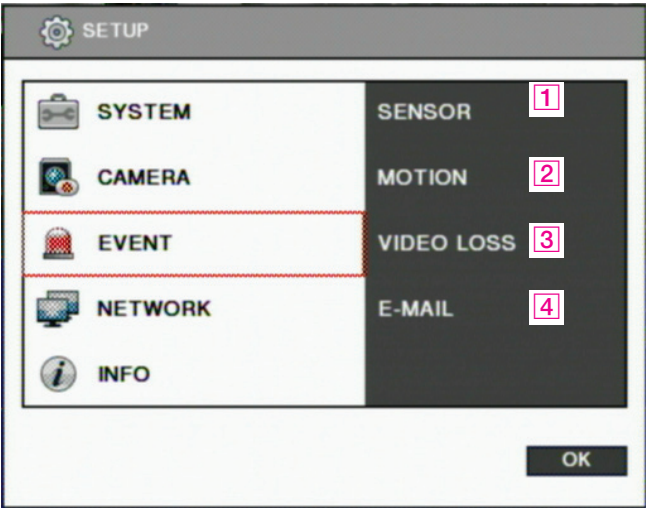 SETUP
SYSTEM
CAMERA
EVENT
NETWORK
INFO
SENSOR 1
MOTION 2
VIDEO LOSS 3
E-MAIL 4
OK